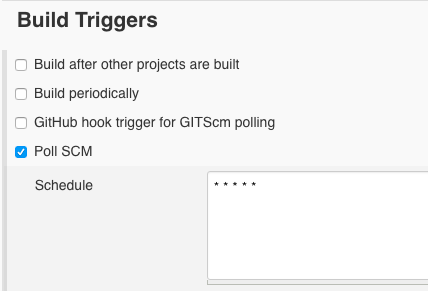 Build Triggers
Build after other projects are built
Build periodically
GitHub hook trigger for GITScm polling
Poll SCM
Schedule
* * * * *